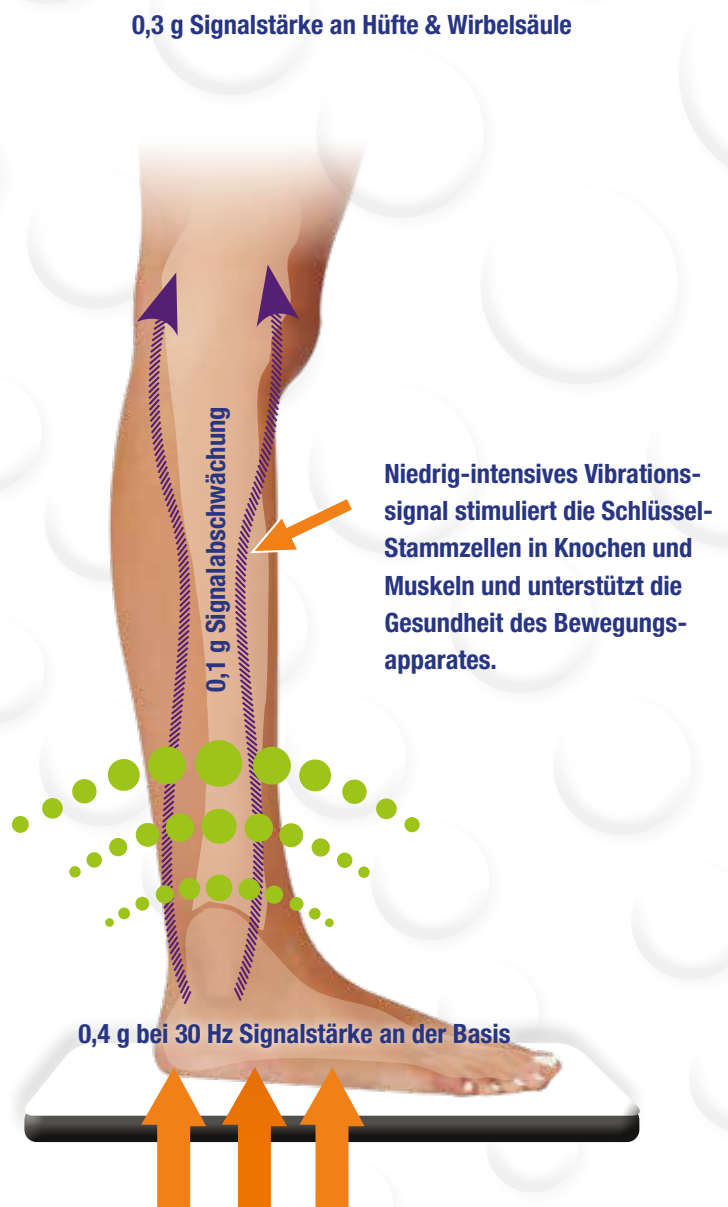 0,3 g Signalstärke an Hüfte & Wirbelsäule
0,1 g Signalabschwächung
Niedrig-intensives Vibrations-
signal stimuliert die Schlüssel-
Stammzellen in Knochen und
Muskeln und unterstützt die
Gesundheit des Bewegungs-
apparates.
0,4 g bei 30 Hz Signalstärke an der Basis